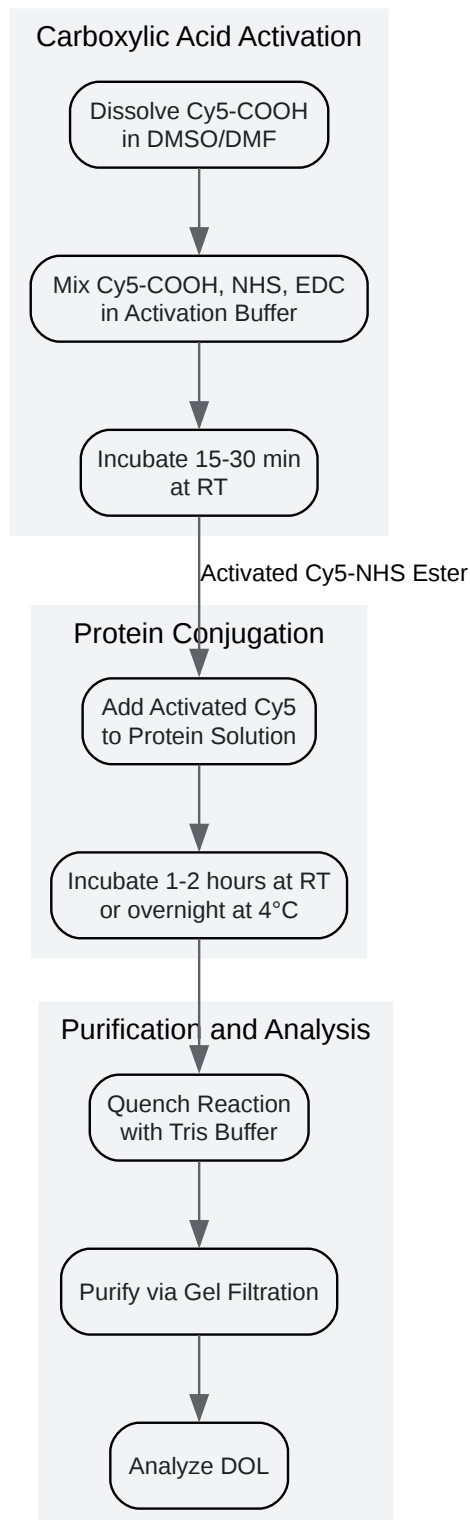 Carboxylic Acid Activation
Dissolve Cy5-COOH
in DMSO/DMF
Mix Cy5-COOH, NHS, EDC
in Activation Buffer
Incubate 15-30 min
at RT
Activated Cy5-NHS Ester
Protein Conjugation
Add Activated Cy5
to Protein Solution
Incubate 1-2 hours at RT
or overnight at 4°C
Purification and Analysis
Quench Reaction
with Tris Buffer
Purify via Gel Filtration
Analyze DOL